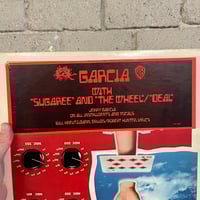 GARCIA
WITH
"SUGAREE" AND "THE WHEEL"/"DEAL"
JERRY GARCIA
ON ALL INSTRUMENTS AND VOCALS
BILL KREUTZMANN, DRUMS/ROBERT HUNTER, LYRICS